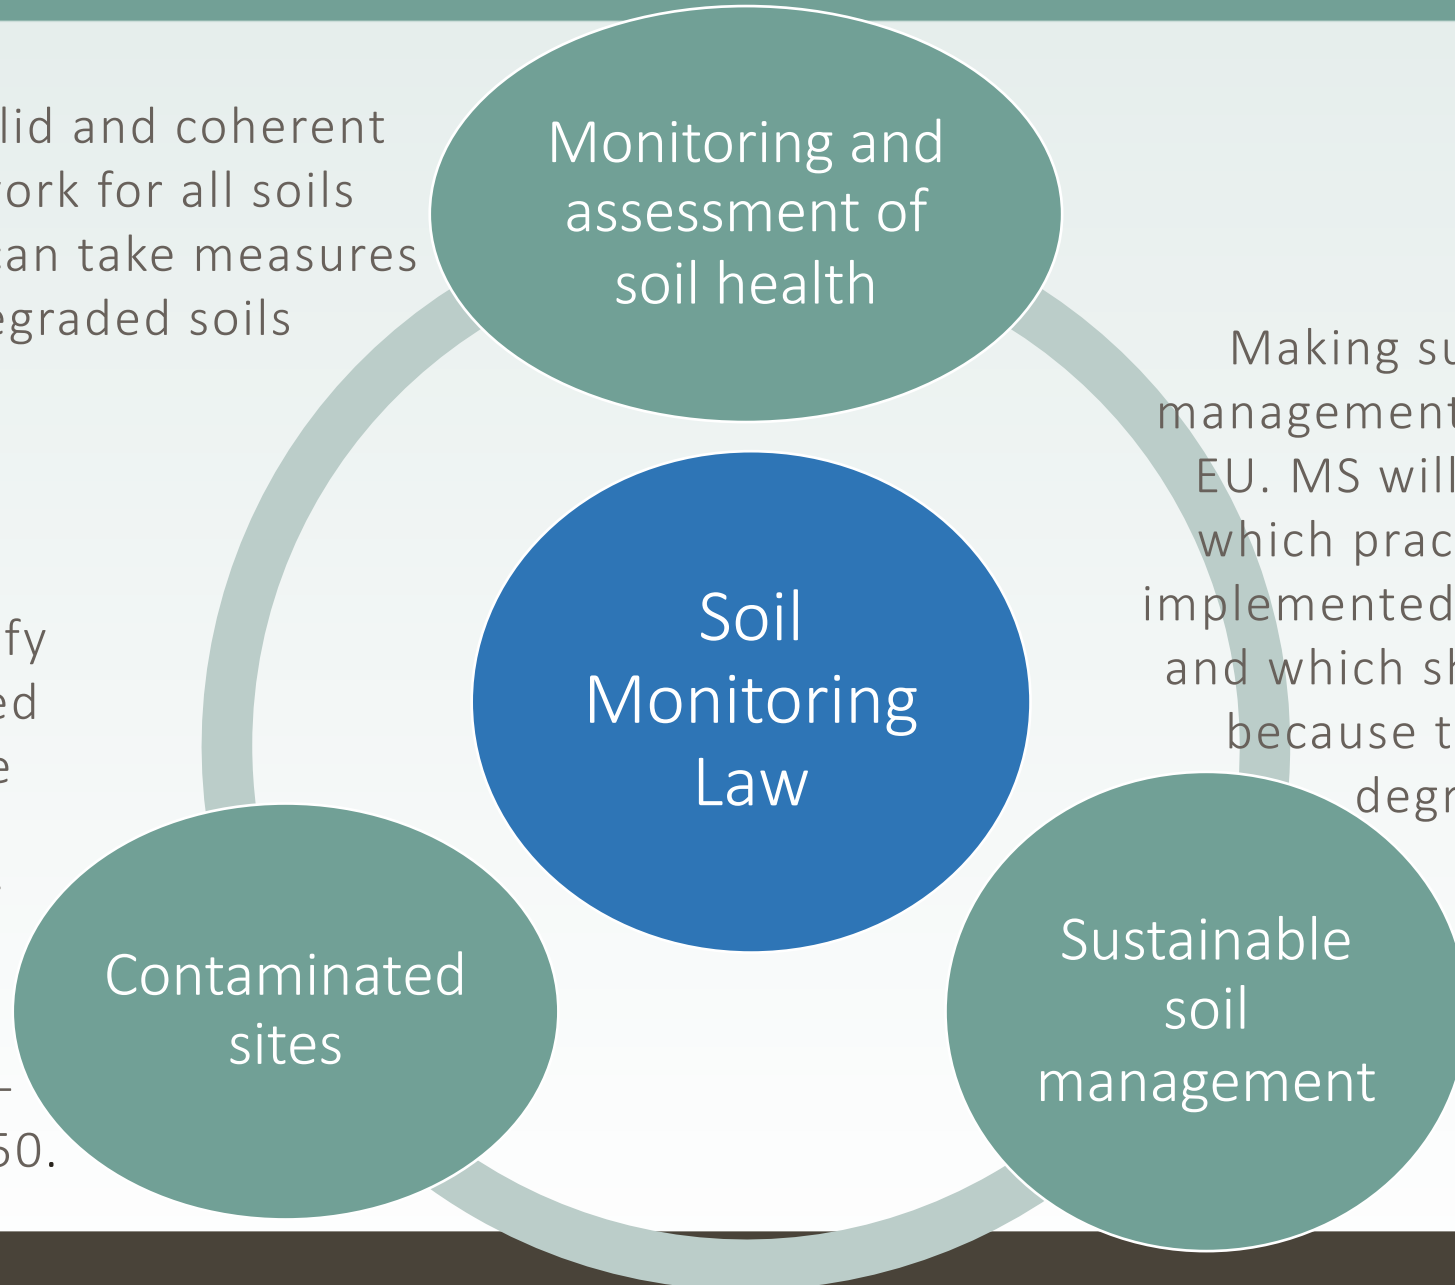 lid and coherent
ork for all soils
can take measures
egraded soils
Monitoring and
assessment of
soil health
Making su
management
EU. MS will
which prac
implemented
and which sh
because t
degr
Soil
Monitoring
Law
fy
ed
e
Contaminated
sites
50.
Sustainable
soil
management